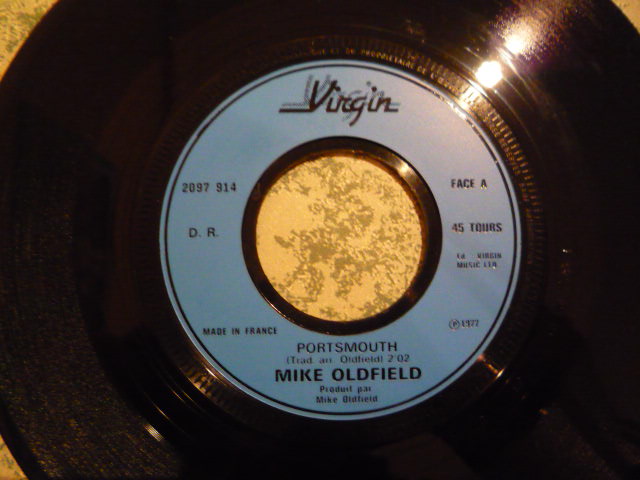 Virgin
2097 914
FACE A
D. R.
45 TOURS
Ed VIRGIN
MUSIC LTD
MADE IN FRANCE
℗ 1977
PORTSMOUTH
(Trad. arr. Oldfield) 2'02
MIKE OLDFIELD
Produit par
Mike Oldfield